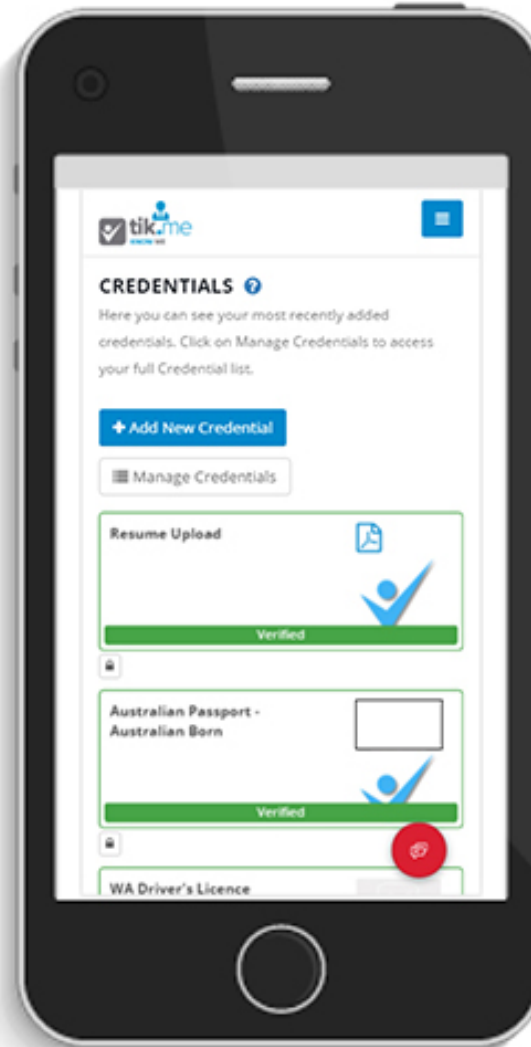 tik.me
KNOW ME
CREDENTIALS
Here you can see your most recently added
credentials. Click on Manage Credentials to access
your full Credential list.
+ Add New Credential
Manage Credentials
Resume Upload
Verified
Australian Passport -
Australian Born
Verified
WA Driver's Licence